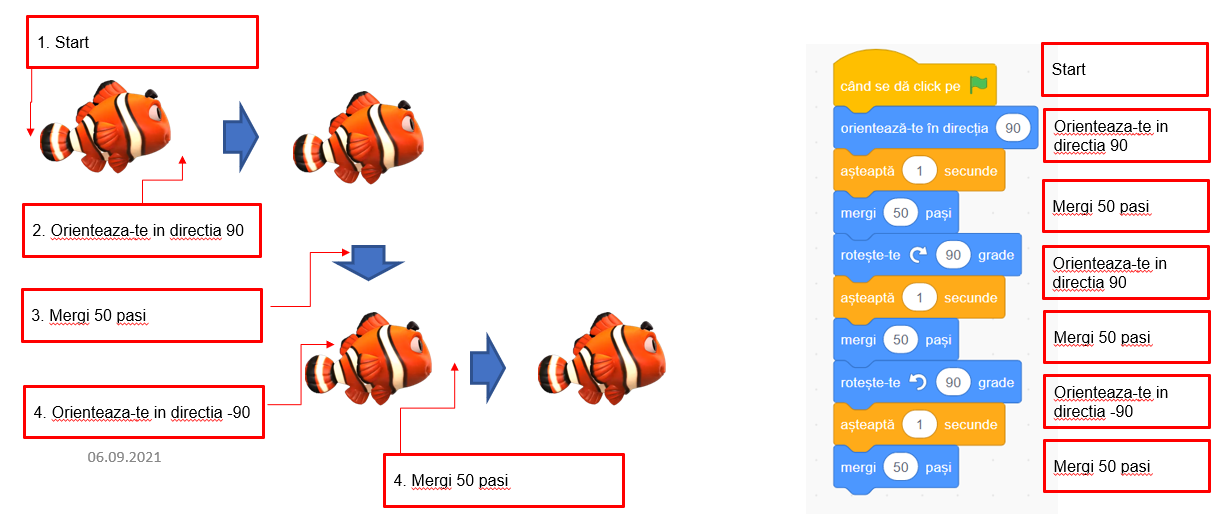 1. Start
2. Orienteaza-te in directia 90
3. Mergi 50 pasi
4. Orienteaza-te in directia -90
06.09.2021
4. Mergi 50 pasi
când se dă click pe
orientează-te în direcția 90
așteaptă 1 secunde
mergi 50 pași
rotește-te 90 grade
așteaptă 1 secunde
mergi 50 pași
rotește-te 90 grade
așteaptă 1 secunde
mergi 50 pași
Start
Orienteaza-te in
directia 90
Mergi 50 pasi
Orienteaza-te in
directia 90
Mergi 50 pasi
Orienteaza-te in
directia -90
Mergi 50 pasi